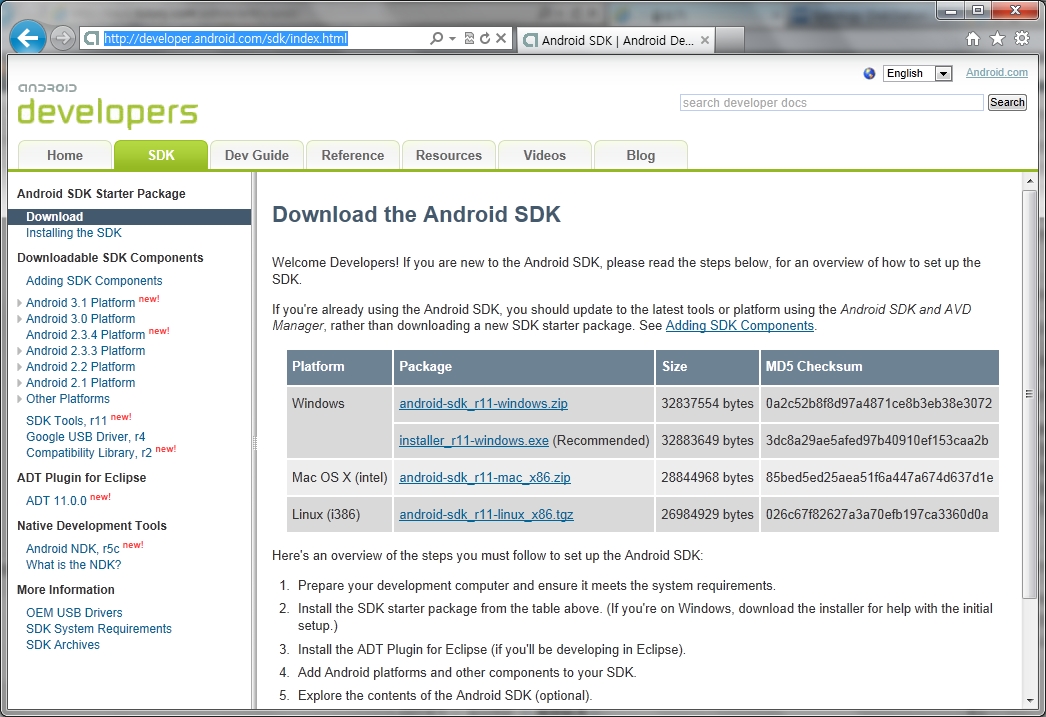 http://developer.android.com/sdk/index.html
Android SDK | Android De...
English
Android.com
android
developers
search developer docs
Search
Home
SDK
Dev Guide
Reference
Resources
Videos
Blog
Android SDK Starter Package
Download
Installing the SDK
Downloadable SDK Components
Adding SDK Components
Android 3.1 Platform new!
Android 3.0 Platform
Android 2.3.4 Platform new!
Android 2.3.3 Platform
Android 2.2 Platform
Android 2.1 Platform
Other Platforms
SDK Tools, r11 new!
Google USB Driver, r4
Compatibility Library, r2 new!
ADT Plugin for Eclipse
ADT 11.0.0 new!
Native Development Tools
Android NDK, r5c new!
What is the NDK?
More Information
OEM USB Drivers
SDK System Requirements
SDK Archives
Download the Android SDK
Welcome Developers! If you are new to the Android SDK, please read the steps below, for an overview of how to set up the
SDK.
If you're already using the Android SDK, you should update to the latest tools or platform using the Android SDK and AVD
Manager, rather than downloading a new SDK starter package. See Adding SDK Components.
Platform Package Size MD5 Checksum
Windows android-sdk_r11-windows.zip 32837554 bytes 0a2c52b8f8d97a4871ce8b3eb38e3072
installer_r11-windows.exe (Recommended) 32883649 bytes 3dc8a29ae5afed97b40910ef153caa2b
Mac OS X (intel) android-sdk_r11-mac_x86.zip 28844968 bytes 85bed5ed25aea51f6a447a674d637d1e
Linux (i386) android-sdk_r11-linux_x86.tgz 26984929 bytes 026c67f82627a3a70efb197ca3360d0a
Here's an overview of the steps you must follow to set up the Android SDK:
1. Prepare your development computer and ensure it meets the system requirements.
2. Install the SDK starter package from the table above. (If you're on Windows, download the installer for help with the initial
setup.)
3. Install the ADT Plugin for Eclipse (if you'll be developing in Eclipse).
4. Add Android platforms and other components to your SDK.
5. Explore the contents of the Android SDK (optional).